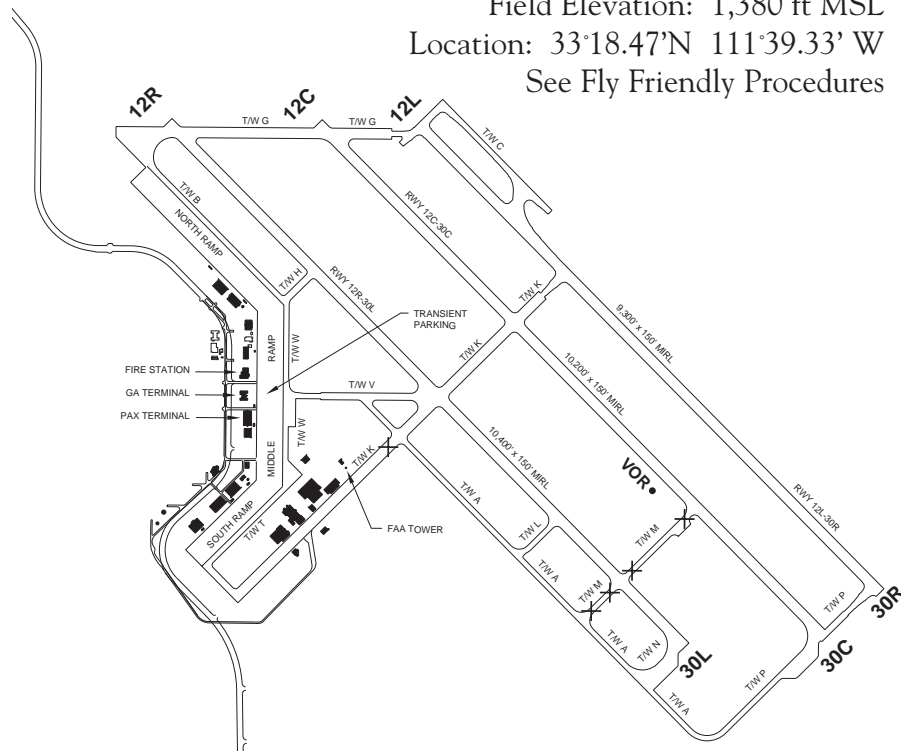 Field Elevation: 1,380 ft MSL
Location: 33°18.47'N 111°39.33' W
See Fly Friendly Procedures
12R
12C
12L
T/W G
T/W G
T/W C
T/W B
NORTH RAMP
RWY 12C-30C
T/W H
RWY 12R-30L
T/W K
TRANSIENT
PARKING
9,300' x 150' MIRL
RAMP
T/W W
T/W K
10,200' x 150' MIRL
FIRE STATION
GA TERMINAL
PAX TERMINAL
T/W V
T/W W
10,400' x 150' MIRL
MIDDLE
T/W K
VOR
RWY 12L-30R
T/W A
SOUTH RAMP
T/W T
FAA TOWER
T/W L
T/W M
T/W A
T/W M
T/W P
30R
T/W A
T/W N
30L
30C
T/W P
T/W A